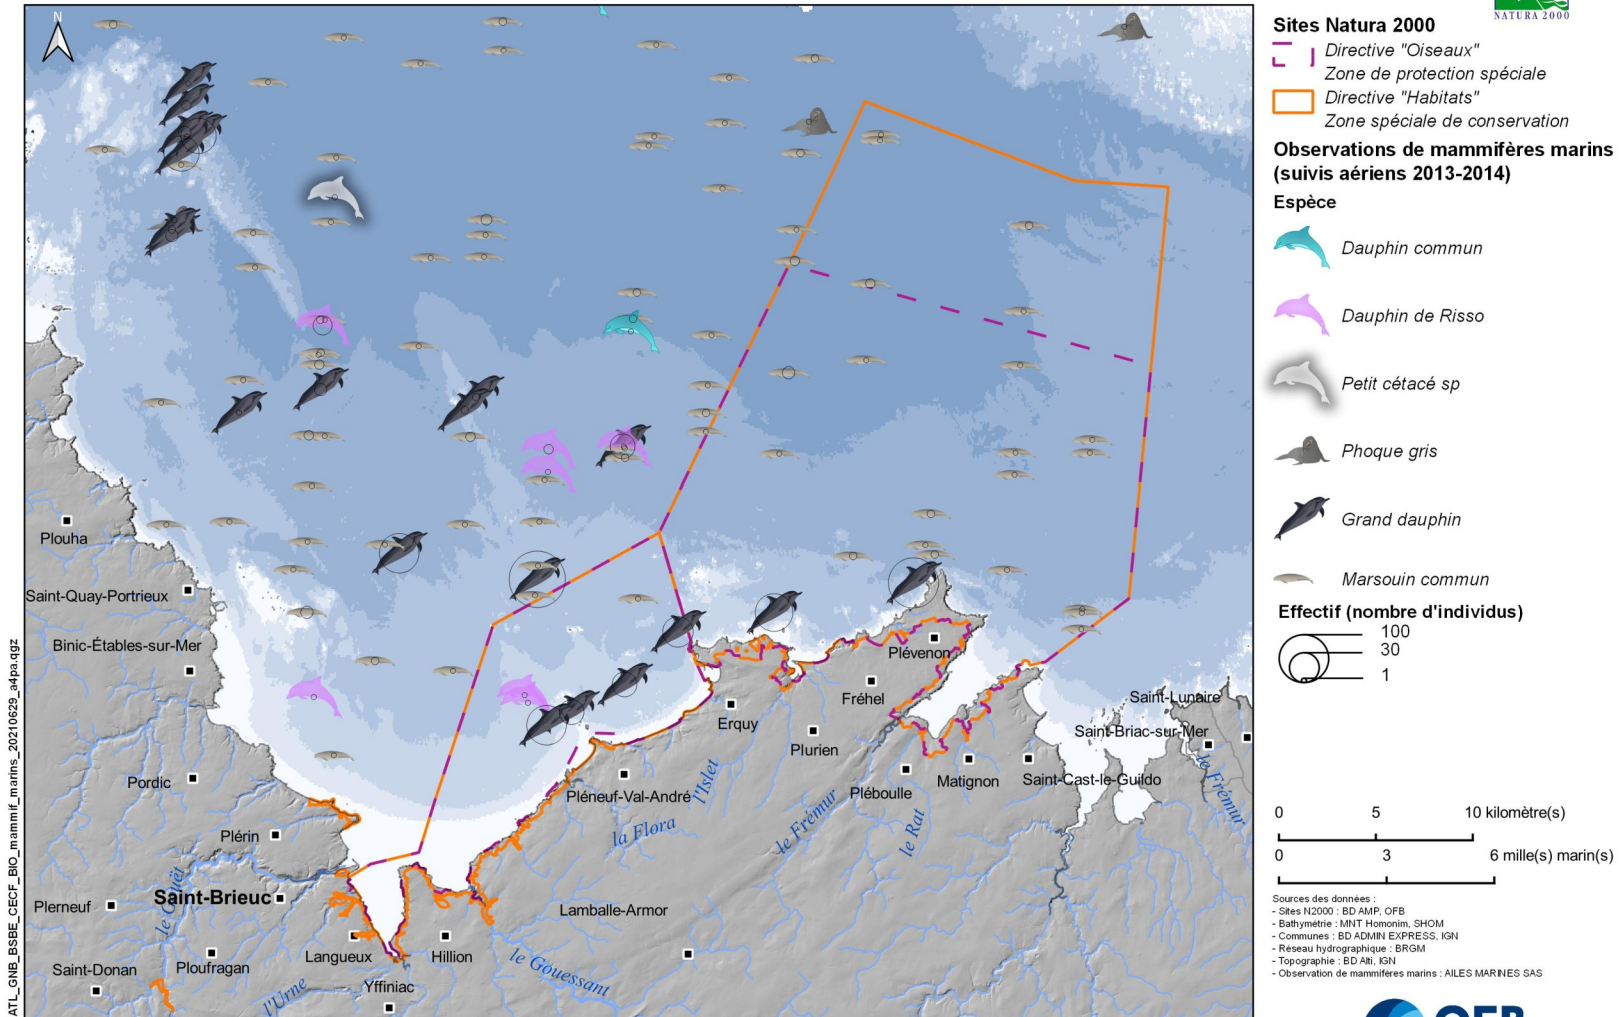 N
NATURA 2000
Sites Natura 2000
Directive "Oiseaux"
Zone de protection spéciale
Directive "Habitats"
Zone spéciale de conservation
Observations de mammifères marins
(suivis aériens 2013-2014)
Espèce
Dauphin commun
Dauphin de Risso
Petit cétacé sp
Phoque gris
Grand dauphin
Marsouin commun
Effectif (nombre d'individus)
100
30
1
0 5 10 kilomètre(s)
0 3 6 mille(s) marin(s)
Sources des données :
- Sites N2000 : BD AMP, OFB
- Bathymétrie : MNT Homonim, SHOM
- Communes : BD ADMIN EXPRESS, IGN
- Réseau hydrographique : BRGM
- Topographie : BD Alti, IGN
- Observation de mammifères marins : AILES MARINES SAS
OFB
Plouha
Saint-Quay-Portrieux
Binic-Étables-sur-Mer
Pordic
Plérin
Saint-Brieuc
Plerneuf
le Gouët
Saint-Donan
Ploufragan
Langueux
Hillion
Yffiniac
l'Urne
le Gouessant
Lamballe-Armor
la Flora
Pléneuf-Val-André
l'Islet
Erquy
Plurien
Fréhel
Plévenon
le Frémur
Pléboulle
le Rat
Matignon
Saint-Cast-le-Guildo
Saint-Lunaire
Saint-Briac-sur-Mer
le Frémur
ATL_GNB_BSBE_CECF_BIO_mammif_marins_20210629_a4pa.qgz